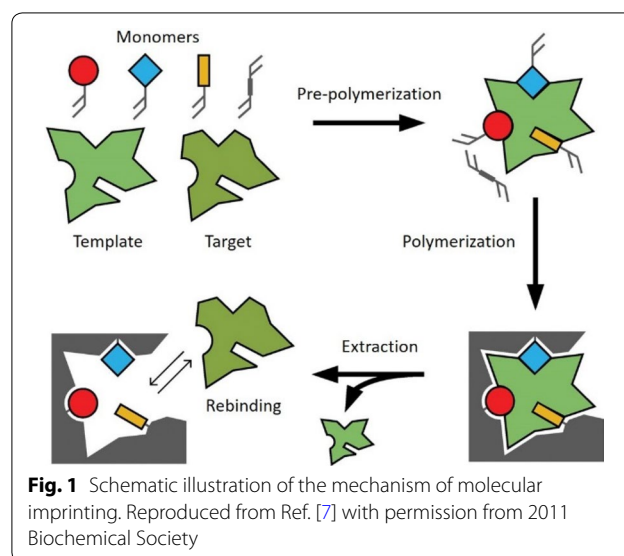 Monomers
Pre-polymerization
Template
Target
Polymerization
Extraction
Rebinding
Fig. 1 Schematic illustration of the mechanism of molecular
imprinting. Reproduced from Ref. [7] with permission from 2011
Biochemical Society